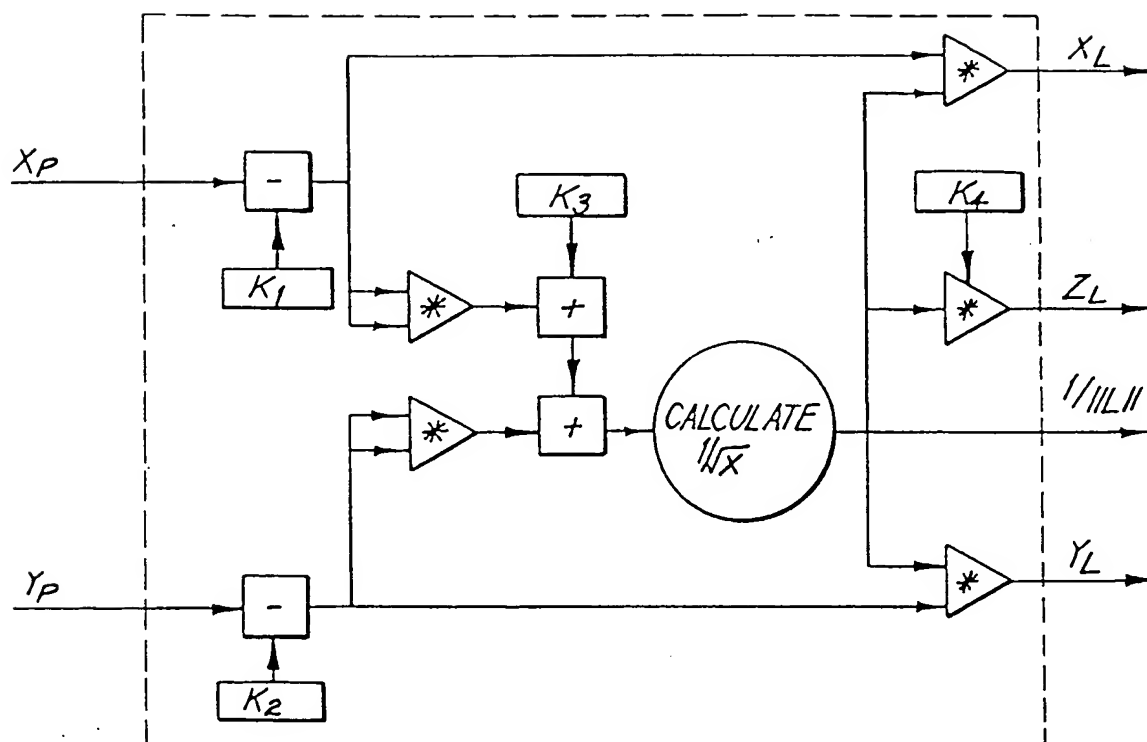 X_L
*
X_P
-
K_3
K_4
K_1
*
+
*
Z_L
1/||L||
*
+
CALCULATE
1/√X
Y_P
-
*
Y_L
K_2